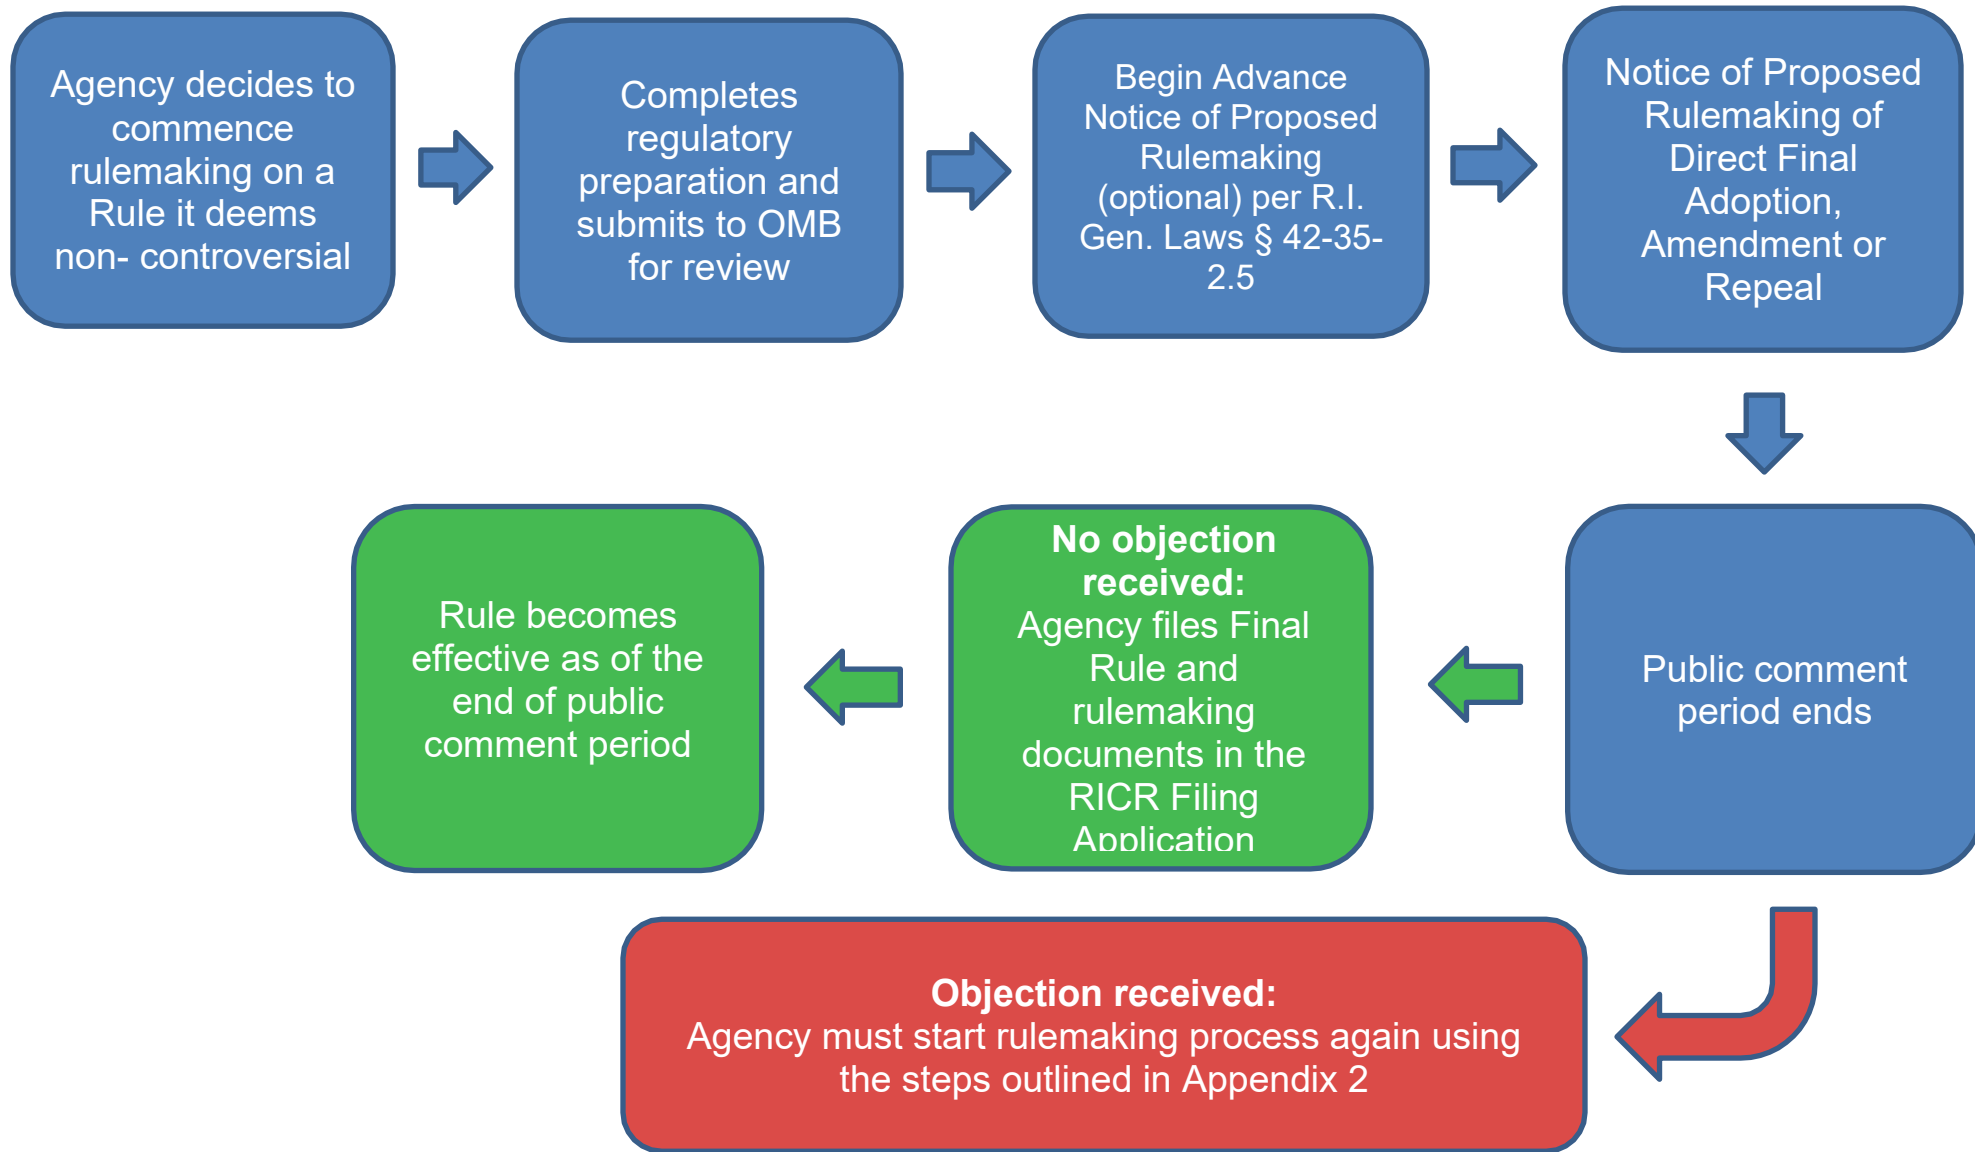 Agency decides to
commence
rulemaking on a
Rule it deems
non- controversial
Completes
regulatory
preparation and
submits to OMB
for review
Begin Advance
Notice of Proposed
Rulemaking
(optional) per R.I.
Gen. Laws § 42-35-
2.5
Notice of Proposed
Rulemaking of
Direct Final
Adoption,
Amendment or
Repeal
Public comment
period ends
No objection
received:
Agency files Final
Rule and
rulemaking
documents in the
RICR Filing
Application
Rule becomes
effective as of the
end of public
comment period
Objection received:
Agency must start rulemaking process again using
the steps outlined in Appendix 2